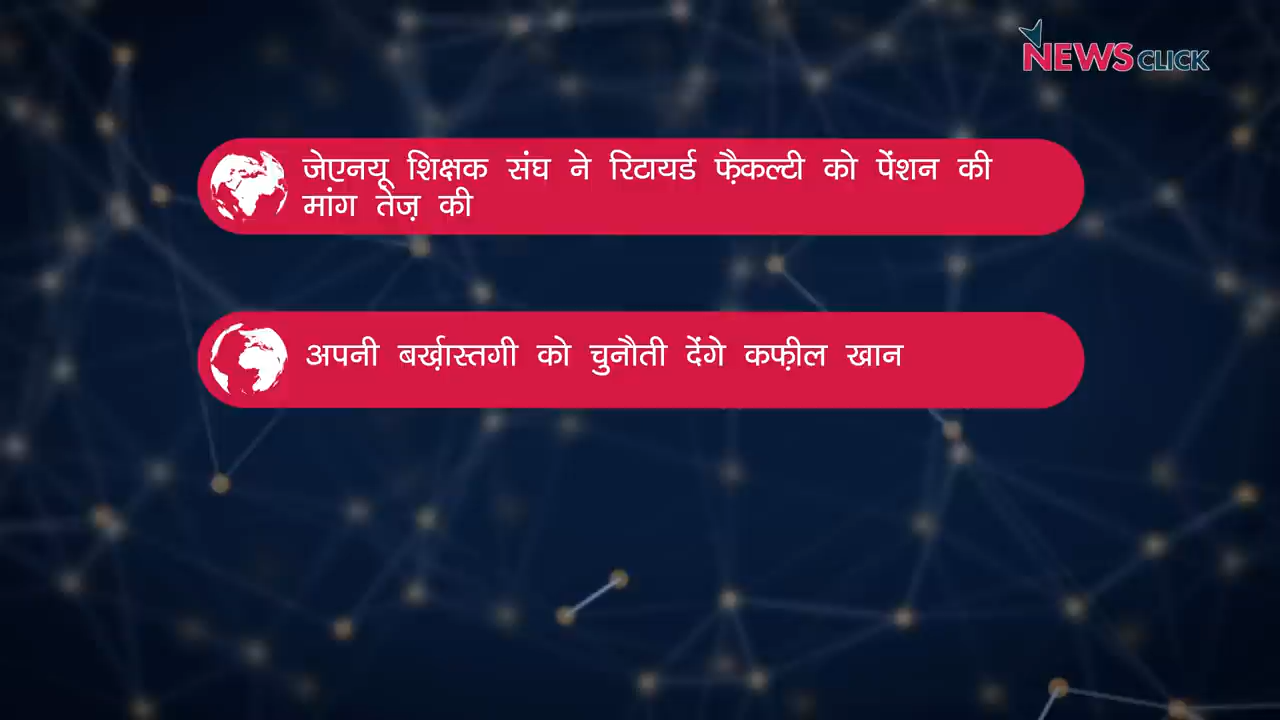 NEWSCLICK
जेएनयू शिक्षक संघ ने रिटायर्ड फ़ैकल्टी को पेंशन की
मांग तेज़ की
अपनी बर्ख़ास्तगी को चुनौती देंगे कफ़ील खान